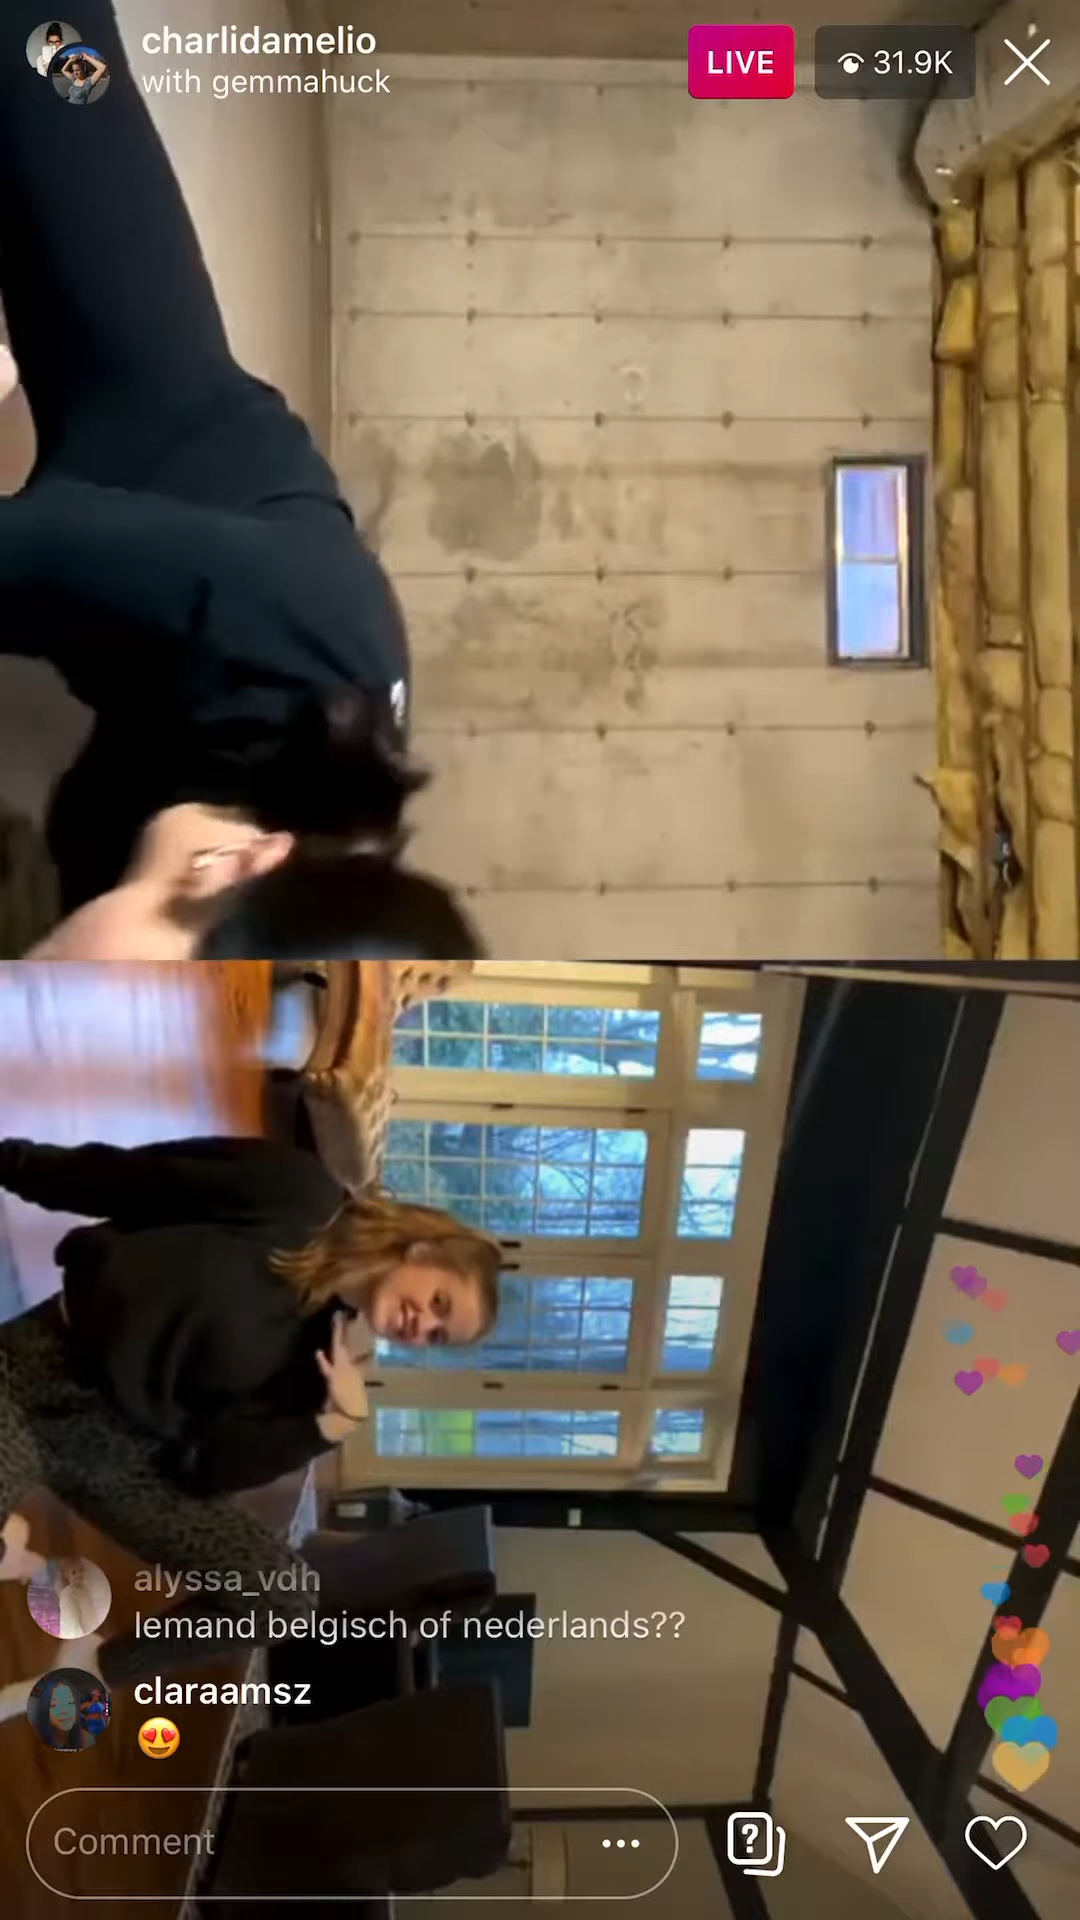 charlidamelio
with gemmahuck
LIVE
31.9K
alyssa_vdh
Iemand belgisch of nederlands??
claraamsz
😍
Comment